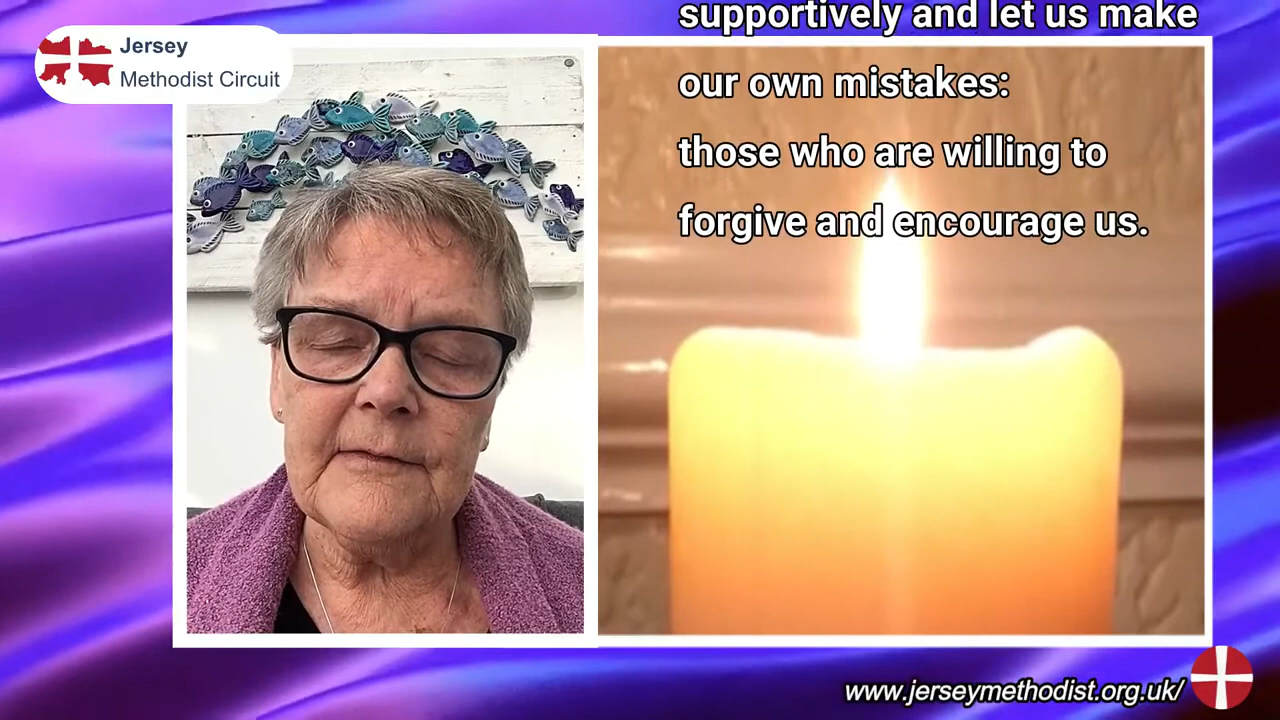 Jersey
Methodist Circuit
supportively and let us make
our own mistakes:
those who are willing to
forgive and encourage us.
www.jerseymethodist.org.uk/